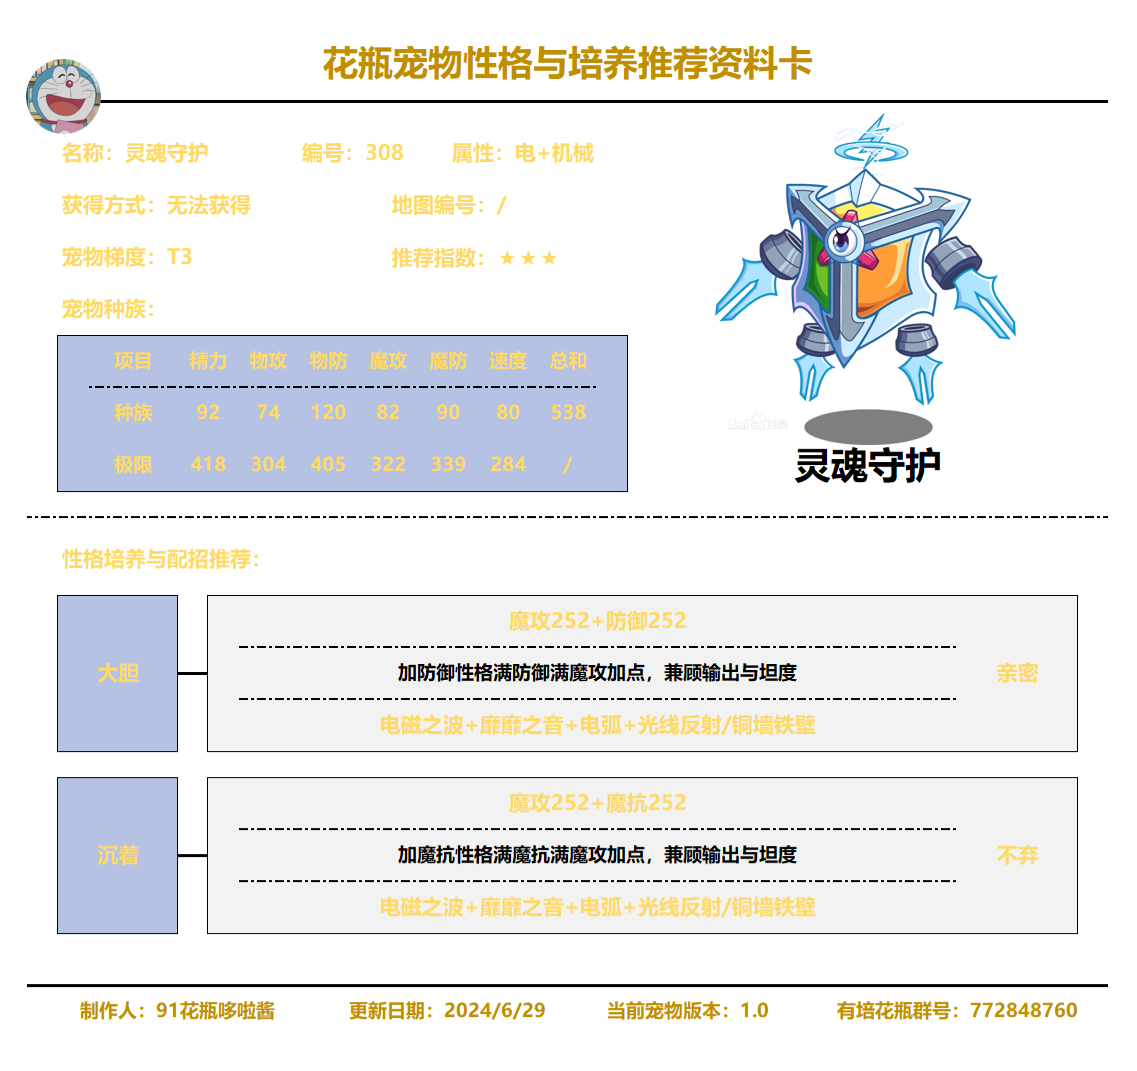 花瓶宠物性格与培养推荐资料卡
名称：灵魂守护 编号：308 属性：电+机械
获得方式：无法获得 地图编号：/
宠物梯度：T3 推荐指数：★★★
宠物种族：
项目 精力 物攻 物防 魔攻 魔防 速度 总和
种族 92 74 120 82 90 80 538
极限 418 304 405 322 339 284 /
Baidu百科
灵魂守护
性格培养与配招推荐：
大胆
魔攻252+防御252
加防御性格满防御满魔攻加点，兼顾输出与坦度
电磁之波+靡靡之音+电弧+光线反射/铜墙铁壁
亲密
沉着
魔攻252+魔抗252
加魔抗性格满魔抗满魔攻加点，兼顾输出与坦度
电磁之波+靡靡之音+电弧+光线反射/铜墙铁壁
不弃
制作人：91花瓶哆啦酱 更新日期：2024/6/29 当前宠物版本：1.0 有培花瓶群号：772848760